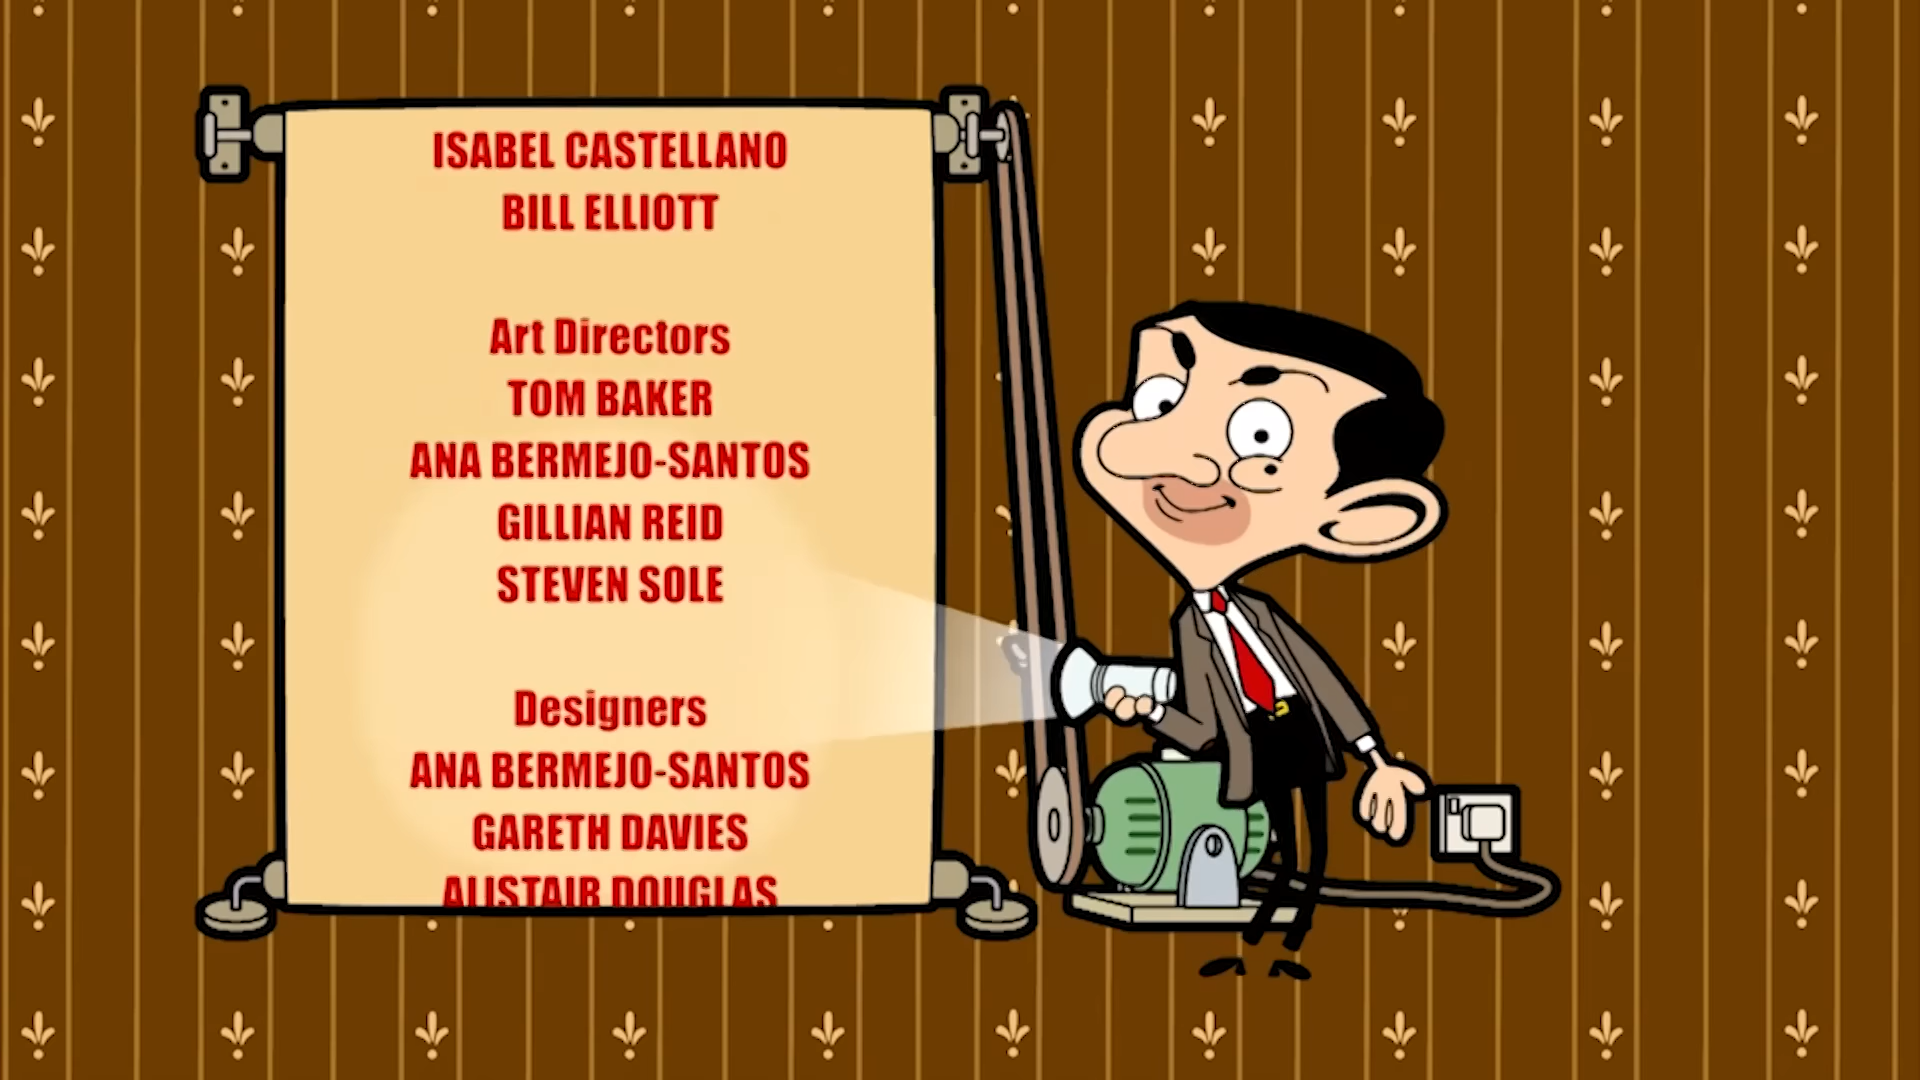 ISABEL CASTELLANO
BILL ELLIOTT
Art Directors
TOM BAKER
ANA BERMEJO-SANTOS
GILLIAN REID
STEVEN SOLE
Designers
ANA BERMEJO-SANTOS
GARETH DAVIES
ALISTAIR DOUGLAS